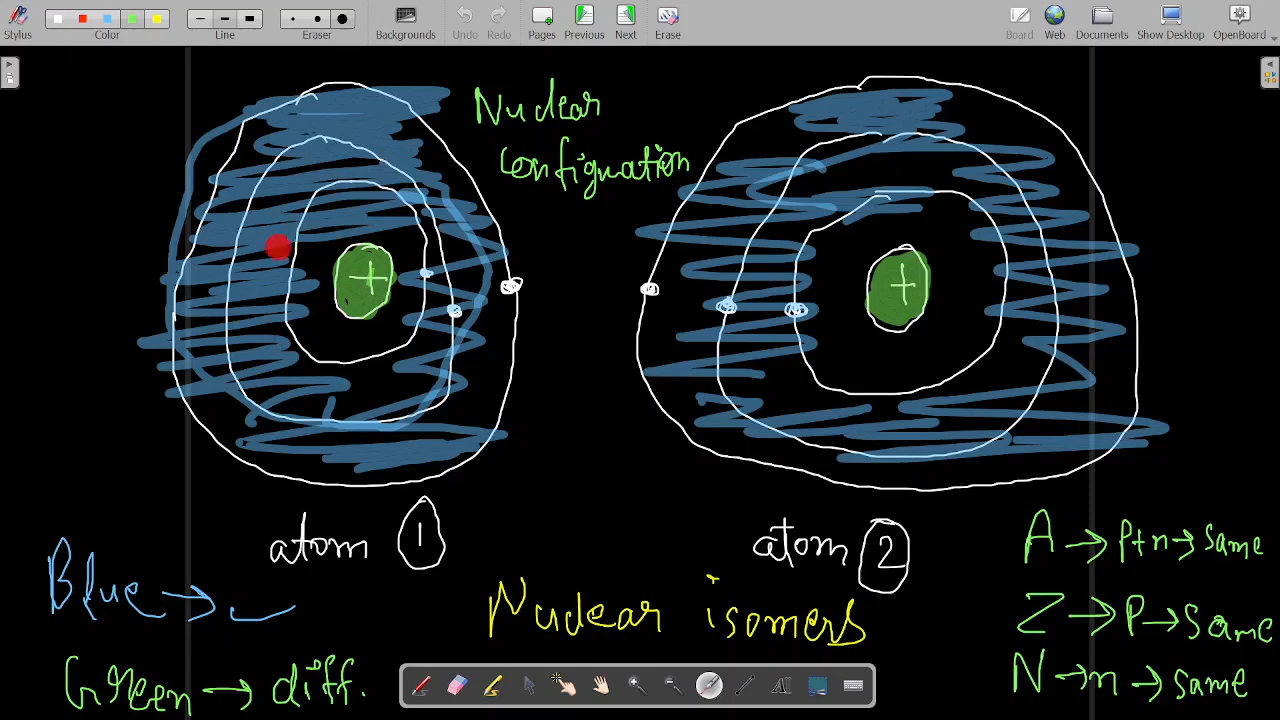 Stylus
Color
Line
Eraser
Backgrounds
Undo
Redo
Pages
Previous
Next
Erase
Board
Web
Documents
Show Desktop
OpenBoard
Nuclear
configuration
+
+
atom 1
atom 2
A → p+n → same
Z → P → same
N → n → same
Blue →
Nuclear isomers
Green → diff.